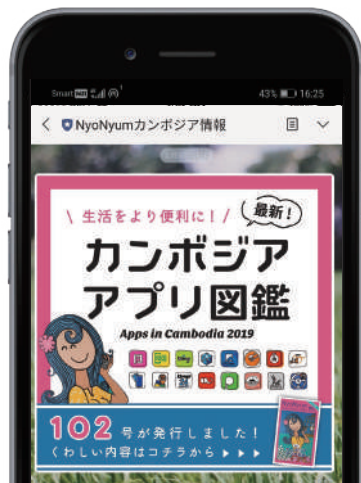 Smart 43% 16:25
NyoNyumカンボジア情報
\ 生活をより便利に！/
最新！
カンボジア
アプリ図鑑
Apps in Cambodia 2019
102 号が発行しました！
くわしい内容はコチラから ▶ ▶ ▶